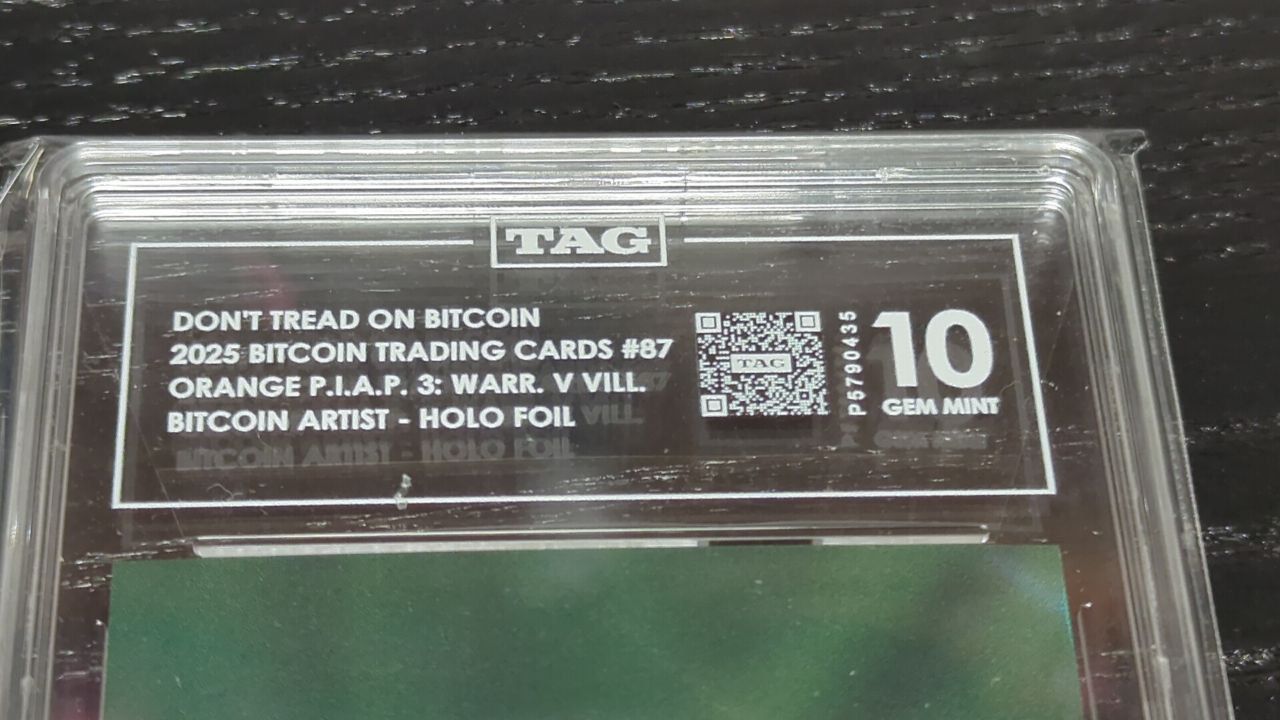 TAG
DON'T TREAD ON BITCOIN
2025 BITCOIN TRADING CARDS #87
ORANGE P.I.A.P. 3: WARR. V VILL.
BITCOIN ARTIST - HOLO FOIL
TAG
P5790435
10
GEM MINT